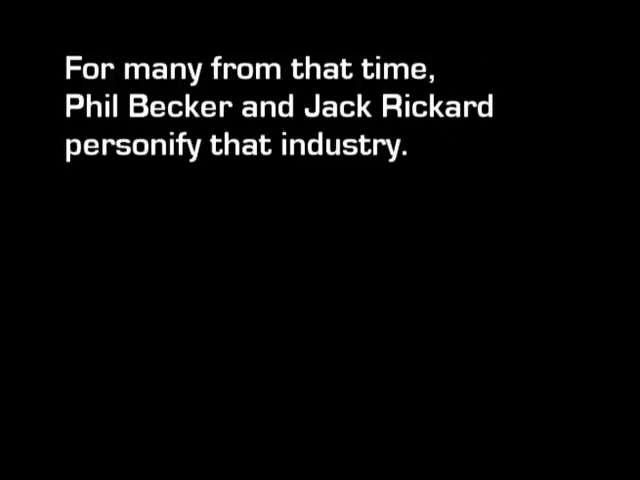 For many from that time,
Phil Becker and Jack Rickard
personify that industry.